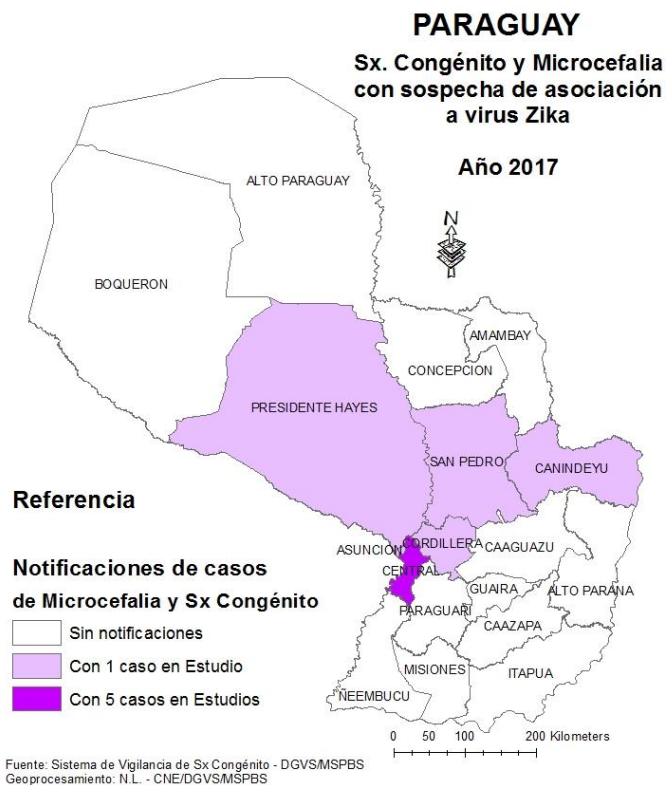 PARAGUAY
Sx. Congénito y Microcefalia
con sospecha de asociación
a virus Zika
Año 2017
N
ALTO PARAGUAY
BOQUERON
AMAMBAY
CONCEPCION
PRESIDENTE HAYES
SAN PEDRO
CANINDEYU
ASUNCION
CORDILLERA
CAAGUAZU
CENTRAL
GUAIRA
ALTO PARANA
PARAGUARI
CAAZAPA
MISIONES
ITAPUA
ÑEEMBUCU
Referencia
Notificaciones de casos
de Microcefalia y Sx Congénito
Sin notificaciones
Con 1 caso en Estudio
Con 5 casos en Estudios
0 50 100 200 Kilometers
Fuente: Sistema de Vigilancia de Sx Congénito - DGVS/MSPBS
Geoprocesamiento: N.L. - CNE/DGVS/MSPBS